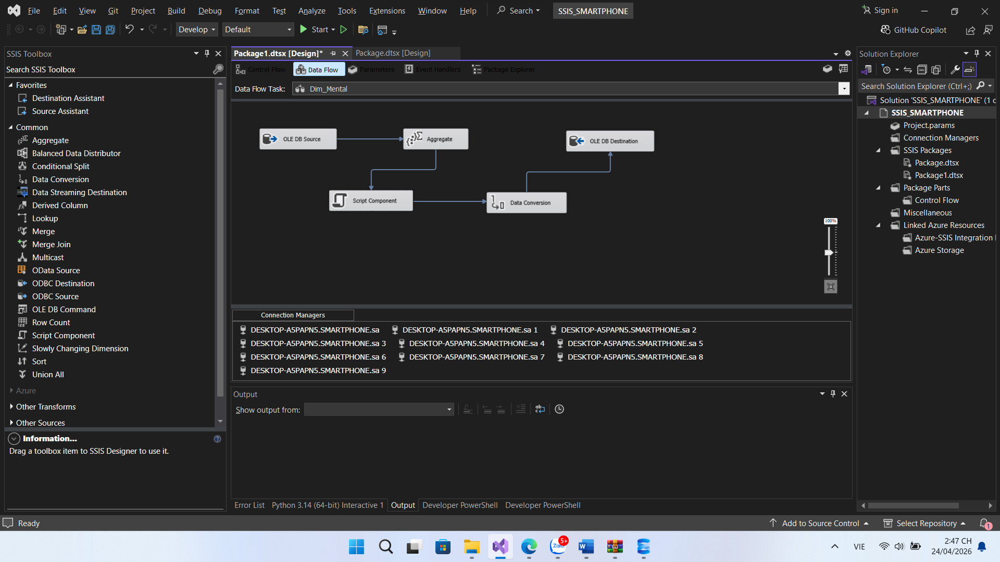 File Edit View Git Project Build Debug Format Test Analyze Tools Extensions Window Help Search SSIS_SMARTPHONE Sign in
Develop Default Start GitHub Copilot
SSIS Toolbox
Search SSIS Toolbox
Favorites
Destination Assistant
Source Assistant
Common
Aggregate
Balanced Data Distributor
Conditional Split
Data Conversion
Data Streaming Destination
Derived Column
Lookup
Merge
Merge Join
Multicast
OData Source
ODBC Destination
ODBC Source
OLE DB Command
Row Count
Script Component
Slowly Changing Dimension
Sort
Union All
Azure
Other Transforms
Other Sources
Information...
Drag a toolbox item to SSIS Designer to use it.
Package1.dtsx [Design]* Package.dtsx [Design]
Control Flow Data Flow Parameters Event Handlers Package Explorer
Data Flow Task: Dim_Mental
OLE DB Source
Aggregate
OLE DB Destination
Script Component
Data Conversion
100%
Connection Managers
DESKTOP-A5PAPN5.SMARTPHONE.sa DESKTOP-A5PAPN5.SMARTPHONE.sa 1 DESKTOP-A5PAPN5.SMARTPHONE.sa 2
DESKTOP-A5PAPN5.SMARTPHONE.sa 3 DESKTOP-A5PAPN5.SMARTPHONE.sa 4 DESKTOP-A5PAPN5.SMARTPHONE.sa 5
DESKTOP-A5PAPN5.SMARTPHONE.sa 6 DESKTOP-A5PAPN5.SMARTPHONE.sa 7 DESKTOP-A5PAPN5.SMARTPHONE.sa 8
DESKTOP-A5PAPN5.SMARTPHONE.sa 9
Output
Show output from:
Error List Python 3.14 (64-bit) Interactive 1 Output Developer PowerShell Developer PowerShell
Solution Explorer
Search Solution Explorer (Ctrl+;)
Solution 'SSIS_SMARTPHONE' (1 c
SSIS_SMARTPHONE
Project.params
Connection Managers
SSIS Packages
Package.dtsx
Package1.dtsx
Package Parts
Control Flow
Miscellaneous
Linked Azure Resources
Azure-SSIS Integration
Azure Storage
Ready Add to Source Control Select Repository 1
5+
Zalo
VIE
2:47 CH
24/04/2026